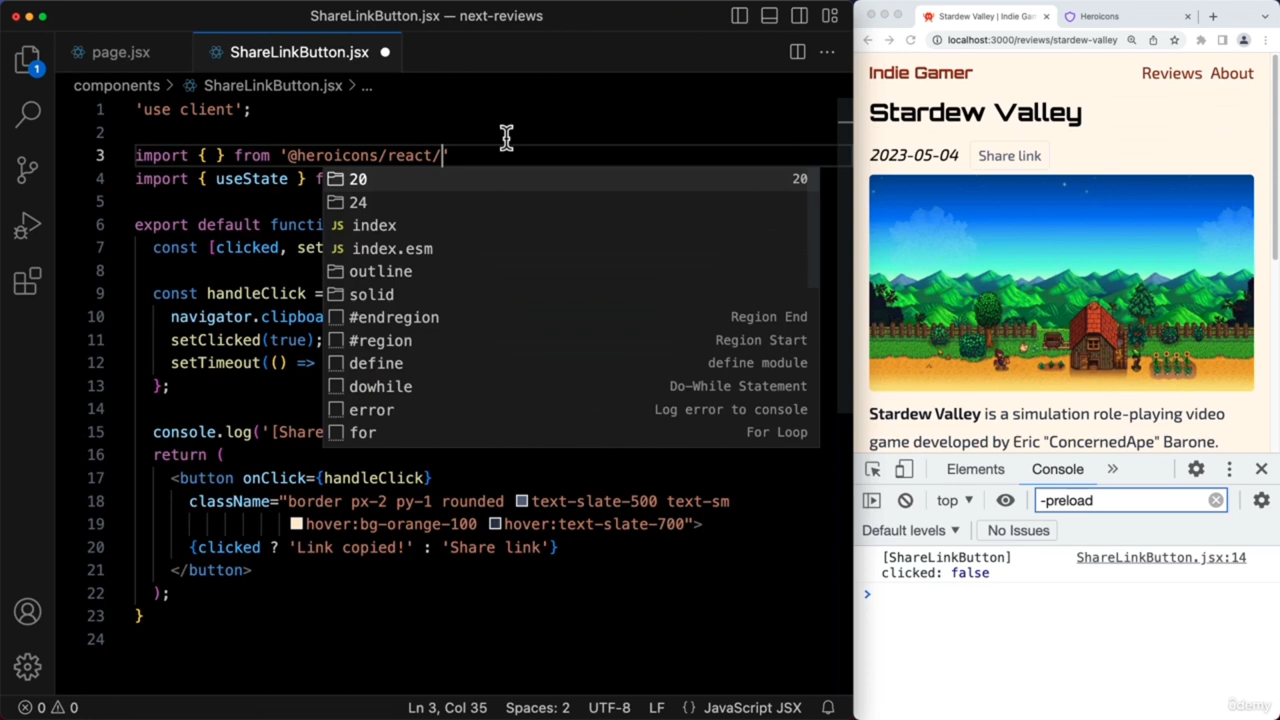 ShareLinkButton.jsx — next-reviews
page.jsx
ShareLinkButton.jsx
components > ShareLinkButton.jsx > ...
1
1 'use client';
2
3 import { } from '@heroicons/react/'
4 import { useState } f
5
6 export default functi
7 const [clicked, set
8
9 const handleClick =
10 navigator.clipboa
11 setClicked(true);
12 setTimeout(() =>
13 };
14
15 console.log('[Share
16 return (
17 <button onClick={handleClick}
18 className="border px-2 py-1 rounded text-slate-500 text-sm
19 hover:bg-orange-100 hover:text-slate-700">
20 {clicked ? 'Link copied!' : 'Share link'}
21 </button>
22 );
23 }
24
20 20
24
JS index
JS index.esm
outline
solid
#endregion Region End
#region Region Start
define define module
dowhile Do-While Statement
error Log error to console
for For Loop
0 0
Ln 3, Col 35
Spaces: 2
UTF-8
LF
{} JavaScript JSX
Stardew Valley | Indie Gam
Heroicons
localhost:3000/reviews/stardew-valley
Indie Gamer
Reviews About
Stardew Valley
2023-05-04 Share link
Stardew Valley is a simulation role-playing video
game developed by Eric "ConcernedApe" Barone.
Elements Console
top
-preload
Default levels
No Issues
[ShareLinkButton] ShareLinkButton.jsx:14
clicked: false
ûdemy